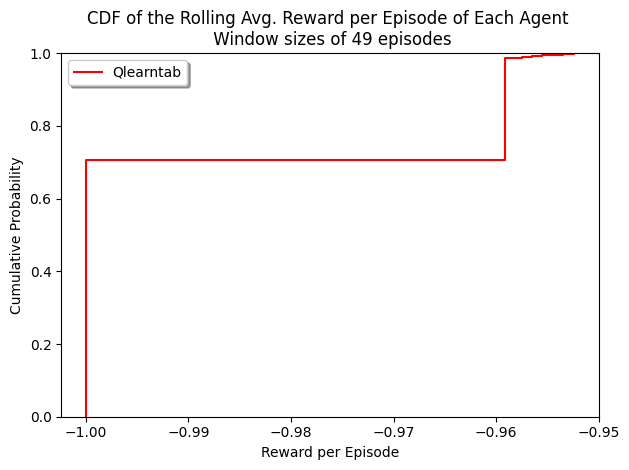 CDF of the Rolling Avg. Reward per Episode of Each Agent
Window sizes of 49 episodes
Qlearntab
Cumulative Probability
1.0
0.8
0.6
0.4
0.2
0.0
−1.00
−0.99
−0.98
−0.97
−0.96
−0.95
Reward per Episode